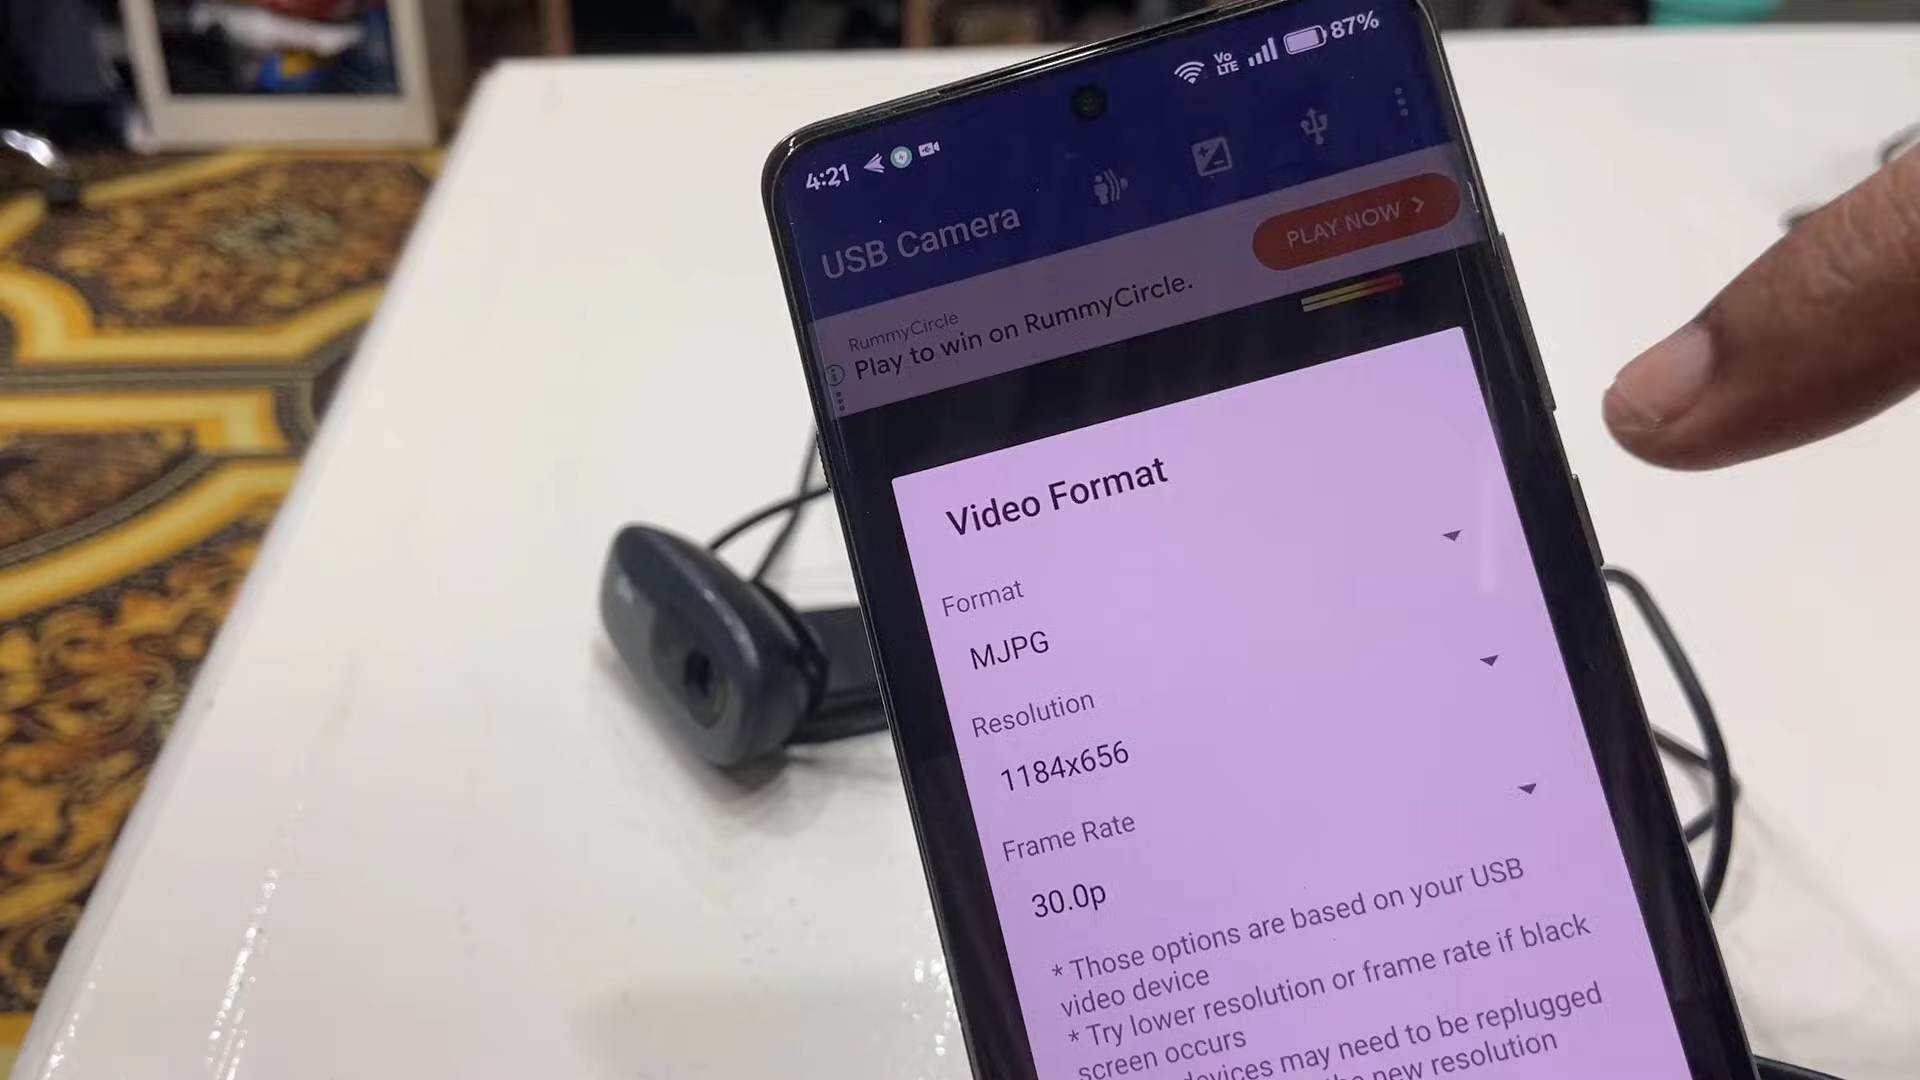 87%
Vo
LTE
4:21
USB Camera
PLAY NOW >
RummyCircle
Play to win on RummyCircle.
Video Format
Format
MJPG
Resolution
1184x656
Frame Rate
30.0p
* Those options are based on your USB
video device
* Try lower resolution or frame rate if black
screen occurs
devices may need to be replugged
new resolution